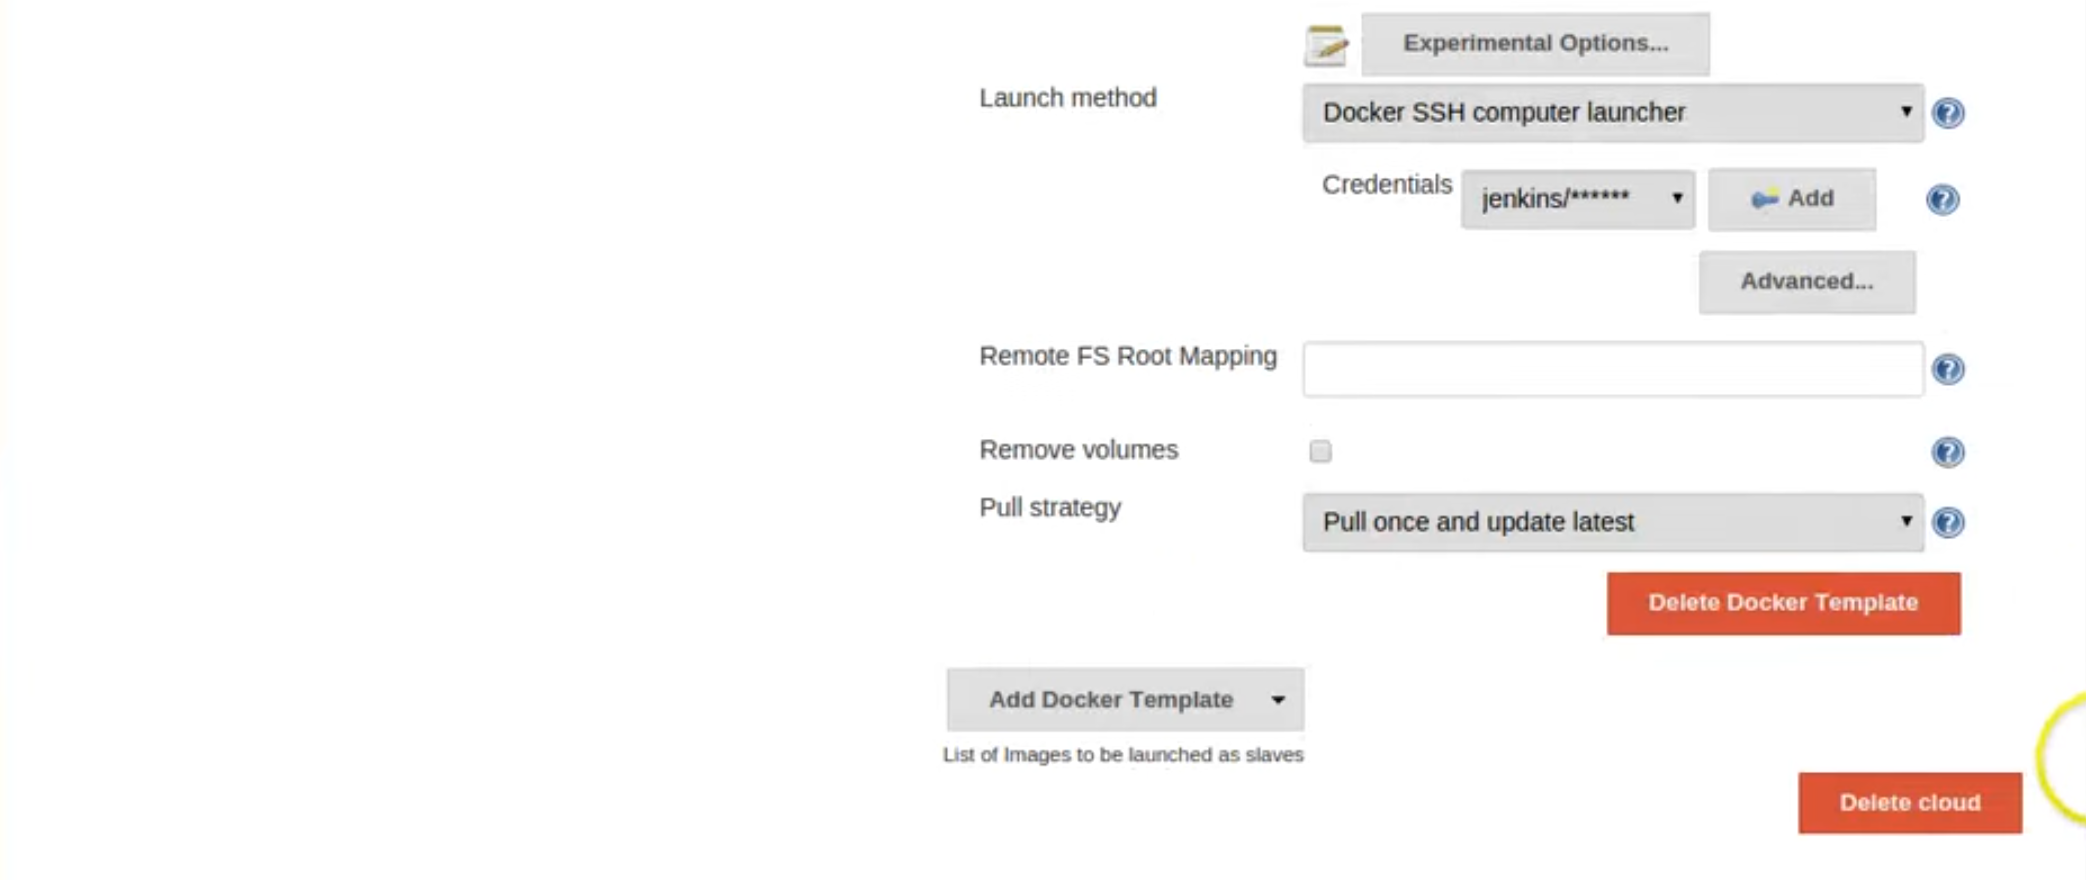 Experimental Options...
Launch method
Docker SSH computer launcher
Credentials
jenkins/******
Add
Advanced...
Remote FS Root Mapping
Remove volumes
Pull strategy
Pull once and update latest
Delete Docker Template
Add Docker Template
List of Images to be launched as slaves
Delete cloud